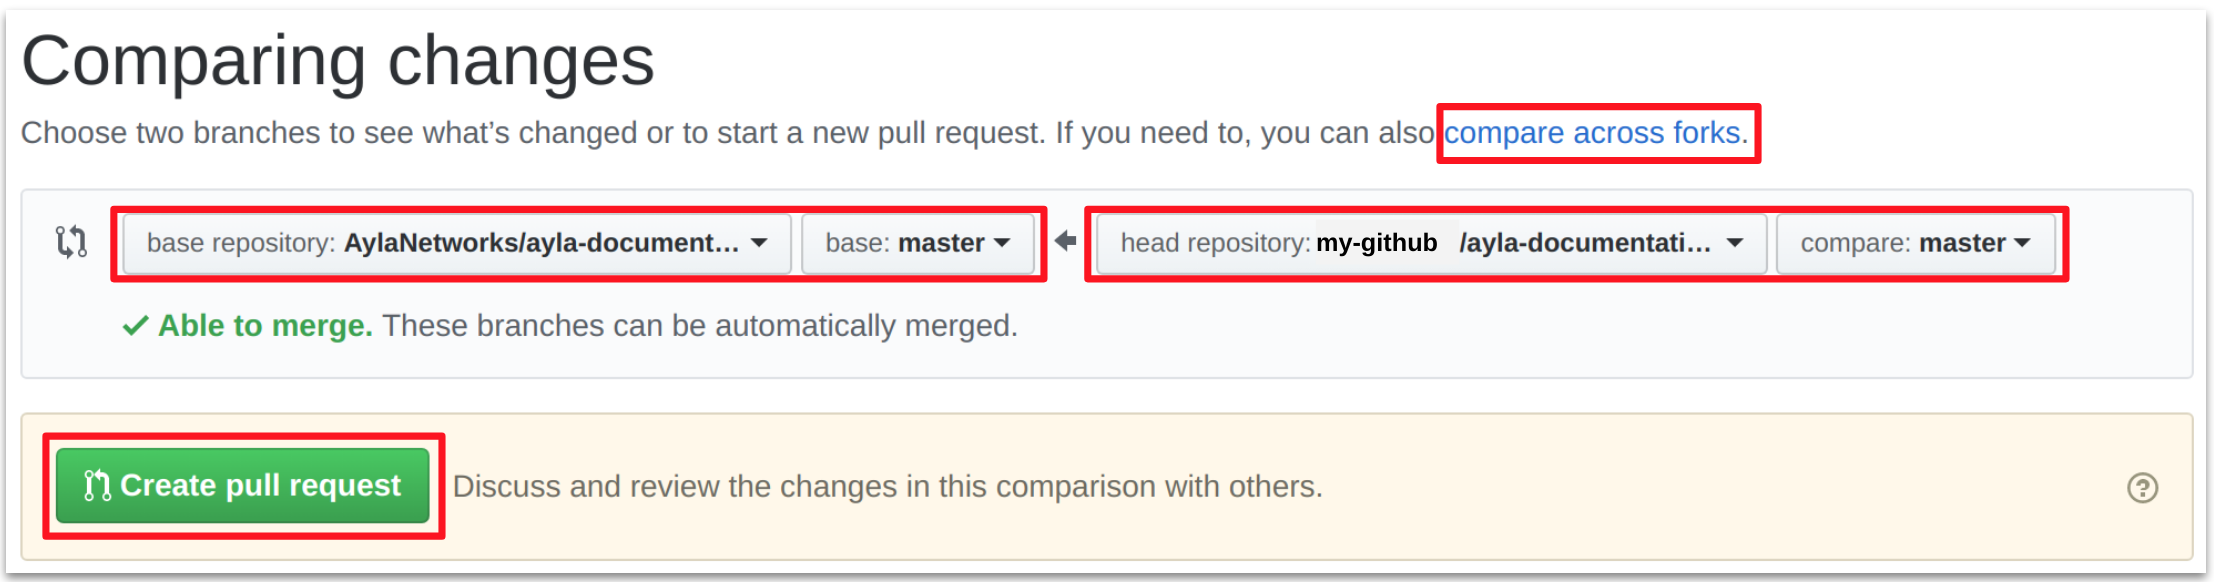 Comparing changes
Choose two branches to see what’s changed or to start a new pull request. If you need to, you can also compare across forks.
base repository: AylaNetworks/ayla-document... base: master head repository: my-github /ayla-documentati... compare: master
Able to merge. These branches can be automatically merged.
Create pull request Discuss and review the changes in this comparison with others. ?